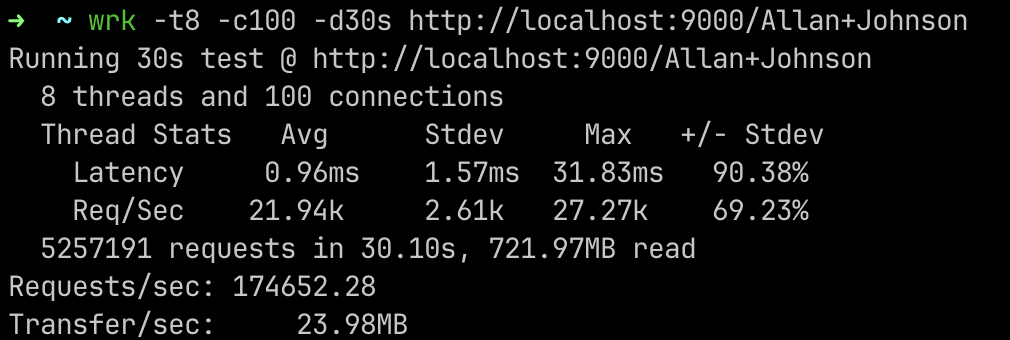 ➜  ~ wrk -t8 -c100 -d30s http://localhost:9000/Allan+Johnson
Running 30s test @ http://localhost:9000/Allan+Johnson
  8 threads and 100 connections
  Thread Stats   Avg      Stdev     Max   +/- Stdev
    Latency     0.96ms    1.57ms  31.83ms   90.38%
    Req/Sec    21.94k     2.61k   27.27k    69.23%
  5257191 requests in 30.10s, 721.97MB read
Requests/sec: 174652.28
Transfer/sec:     23.98MB